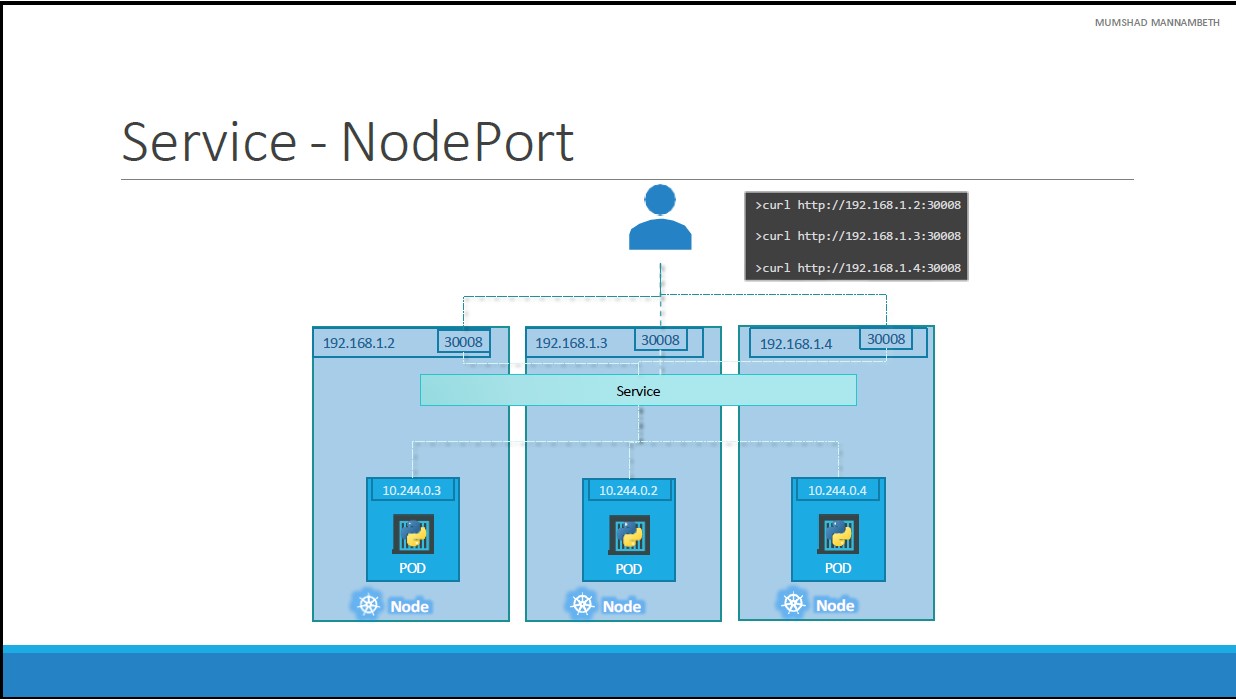 MUMSHAD MANNAMBETH
Service - NodePort
>curl http://192.168.1.2:30008
>curl http://192.168.1.3:30008
>curl http://192.168.1.4:30008
192.168.1.2
30008
192.168.1.3
30008
192.168.1.4
30008
Service
10.244.0.3
10.244.0.2
10.244.0.4
POD
POD
POD
Node
Node
Node